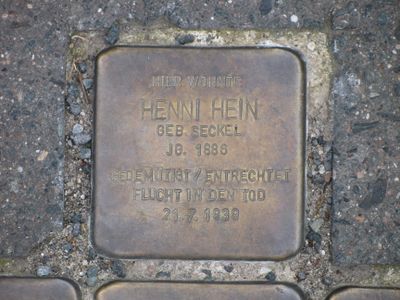 HIER WOHNTE
HENNI HEIN
GEB. SECKEL
JG. 1886
GEDEMÜTIGT / ENTRECHTET
FLUCHT IN DEN TOD
21.7.1939